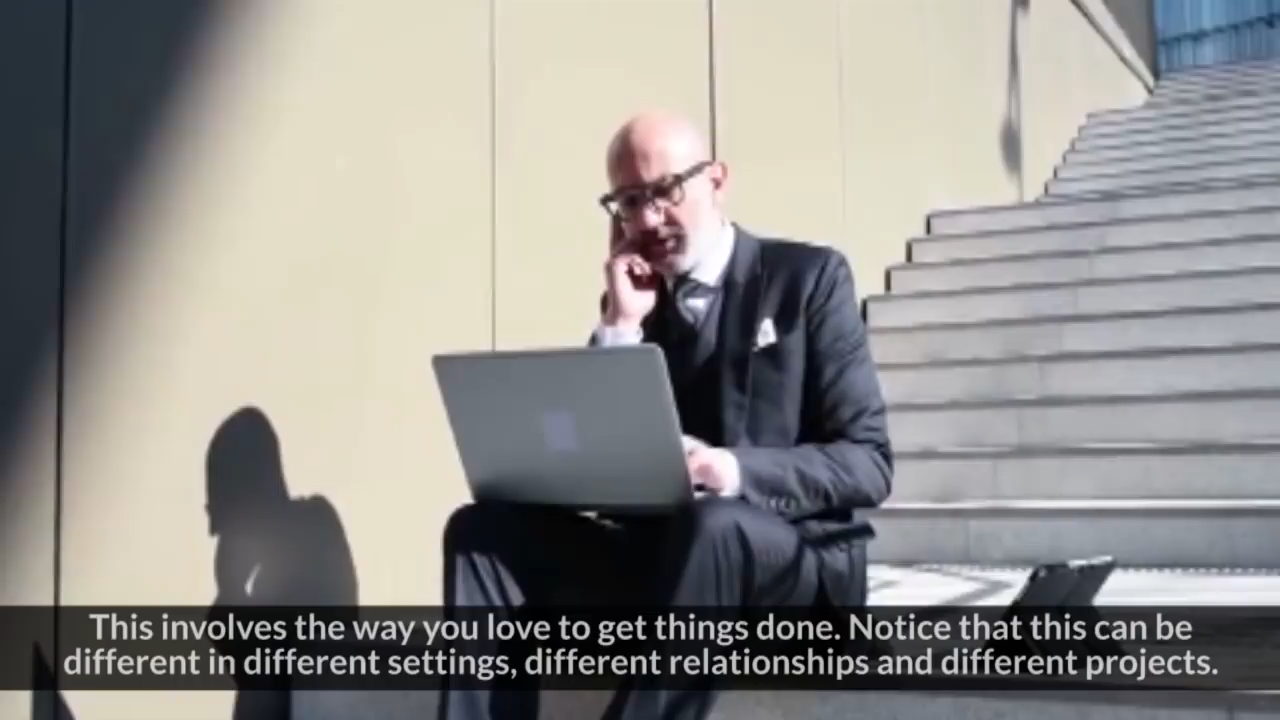 This involves the way you love to get things done. Notice that this can be
different in different settings, different relationships and different projects.